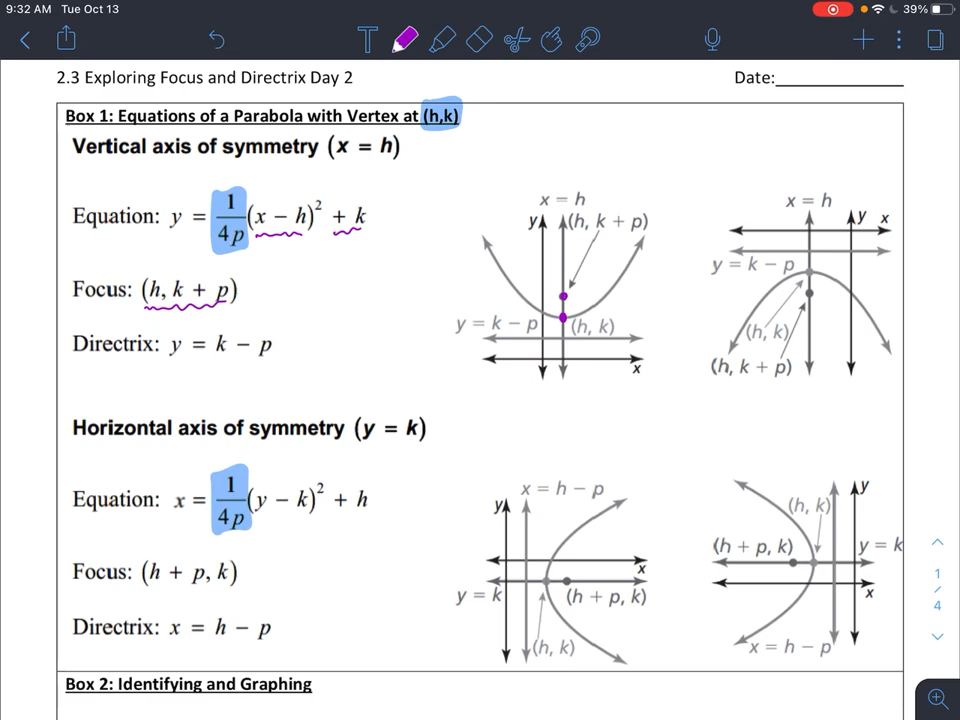 9:32 AM Tue Oct 13
39%
2.3 Exploring Focus and Directrix Day 2
Date:____________
Box 1: Equations of a Parabola with Vertex at (h,k)
Vertical axis of symmetry (x = h)
Equation: y = 1/4p (x − h)² + k
Focus: (h, k + p)
Directrix: y = k − p
x = h
y
(h, k + p)
y = k − p
(h, k)
x
x = h
y
x
y = k − p
(h, k)
(h, k + p)
Horizontal axis of symmetry (y = k)
Equation: x = 1/4p (y − k)² + h
Focus: (h + p, k)
Directrix: x = h − p
x = h − p
y
x
y = k
(h + p, k)
(h, k)
y
(h, k)
(h + p, k)
y = k
x
x = h − p
1
/
4
Box 2: Identifying and Graphing